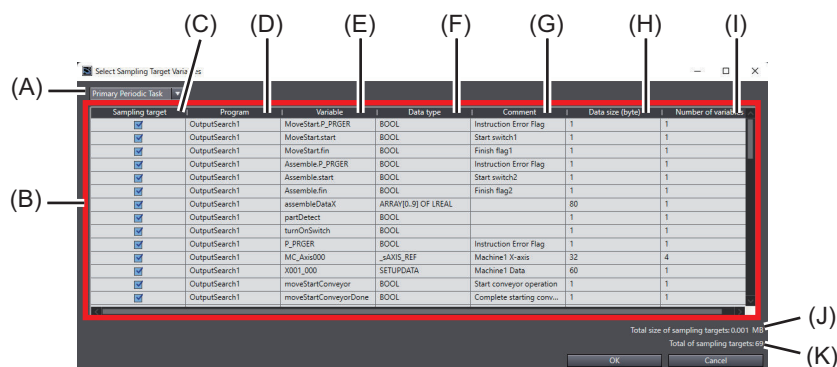 (C) (D) (E) (F) (G) (H) (I)
Select Sampling Target Variables
(A)
Primary Periodic Task
Sampling target Program Variable Data type Comment Data size (byte) Number of variables
OutputSearch1 MoveStart.P_PRGER BOOL Instruction Error Flag 1 1
OutputSearch1 MoveStart.start BOOL Start switch1 1 1
OutputSearch1 MoveStart.fin BOOL Finish flag1 1 1
OutputSearch1 Assemble.P_PRGER BOOL Instruction Error Flag 1 1
OutputSearch1 Assemble.start BOOL Start switch2 1 1
OutputSearch1 Assemble.fin BOOL Finish flag2 1 1
(B)
OutputSearch1 assembleDataX ARRAY[0..9] OF LREAL 80 1
OutputSearch1 partDetect BOOL 1 1
OutputSearch1 turnOnSwitch BOOL 1 1
OutputSearch1 P_PRGER BOOL Instruction Error Flag 1 1
OutputSearch1 MC_Axis000 _sAXIS_REF Machine1 X-axis 32 4
OutputSearch1 X001_000 SETUPDATA Machine1 Data 60 1
OutputSearch1 moveStartConveyor BOOL Start conveyor operation 1 1
OutputSearch1 moveStartConveyorDone BOOL Complete starting conv... 1 1
Total size of sampling targets:0.001 MB (J)
Total of sampling targets:69 (K)
OK Cancel